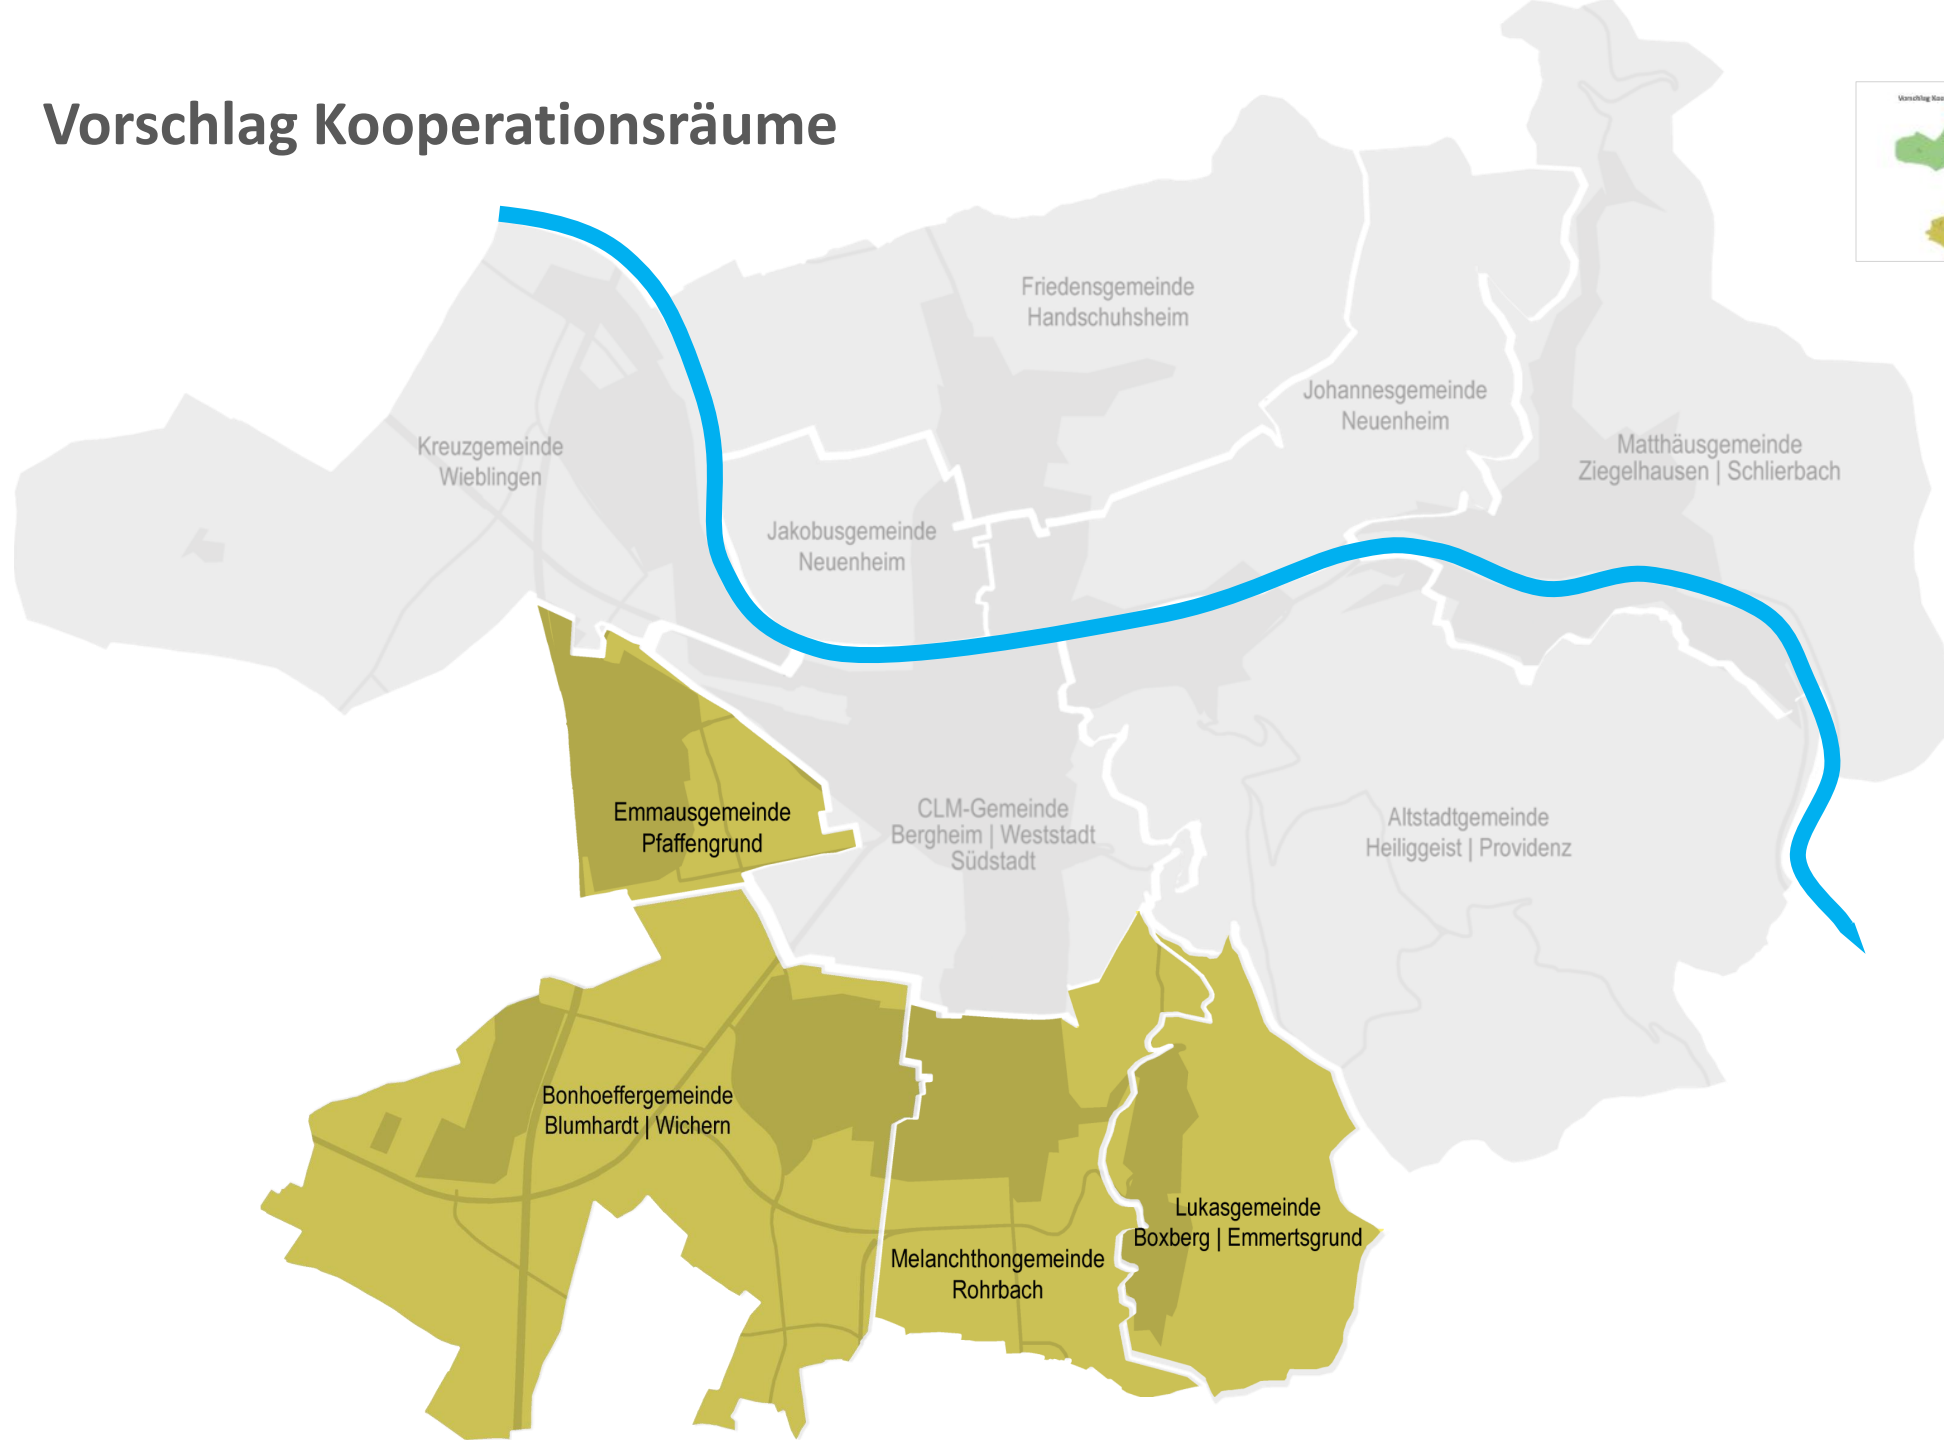 Vorschlag Kooperationsräume
Friedensgemeinde
Handschuhsheim
Johannesgemeinde
Neuenheim
Kreuzgemeinde
Wieblingen
Matthäusgemeinde
Ziegelhausen | Schlierbach
Jakobusgemeinde
Neuenheim
Emmausgemeinde
Pfaffengrund
CLM-Gemeinde
Bergheim | Weststadt
Südstadt
Altstadtgemeinde
Heiliggeist | Providenz
Bonhoeffergemeinde
Blumhardt | Wichern
Lukasgemeinde
Boxberg | Emmertsgrund
Melanchthongemeinde
Rohrbach